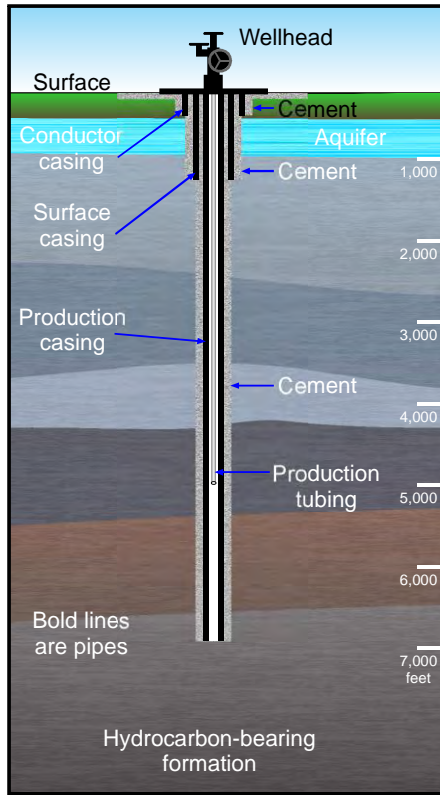 Wellhead
Surface
Cement
Conductor
casing
Aquifer
1,000
Cement
Surface
casing
2,000
Production
casing
3,000
Cement
4,000
Production
tubing
5,000
6,000
Bold lines
are pipes
7,000
feet
Hydrocarbon-bearing
formation